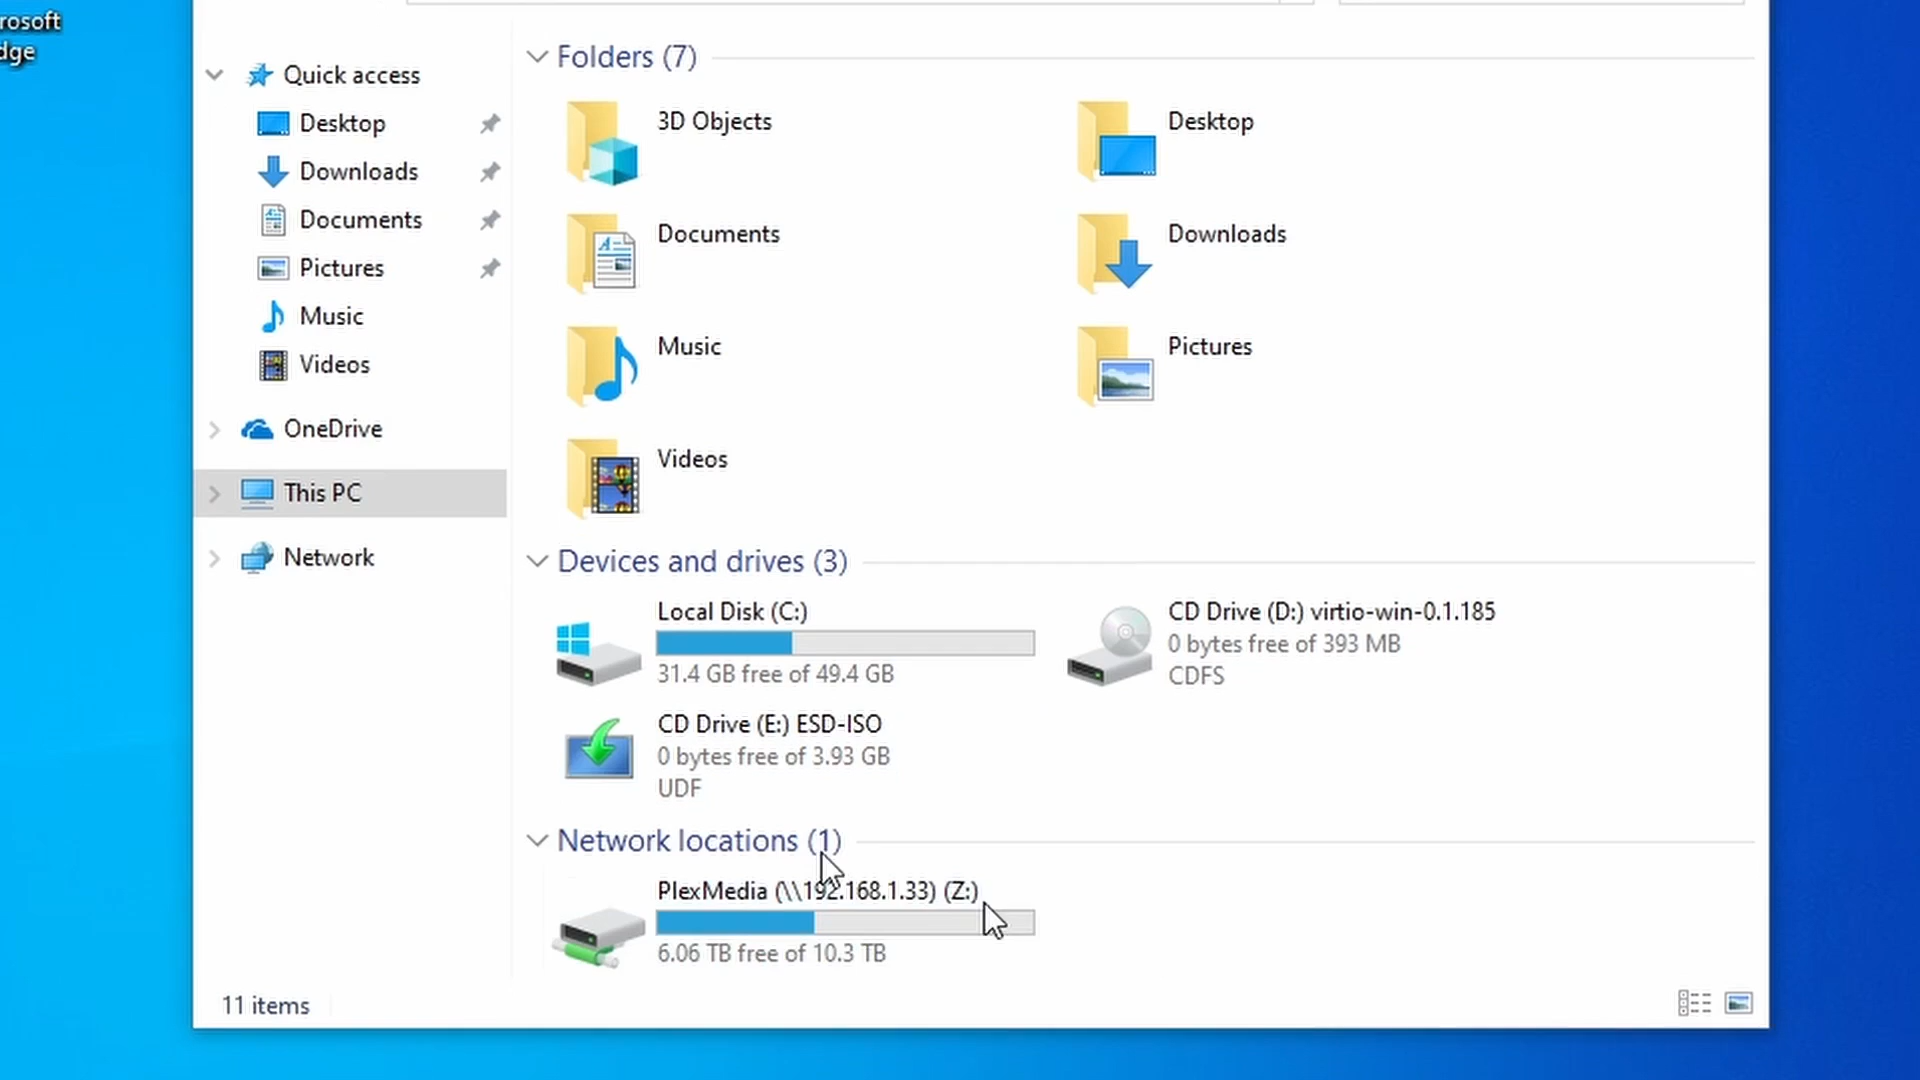 rosoft
dge
Quick access
Desktop
Downloads
Documents
Pictures
Music
Videos
OneDrive
This PC
Network
Folders (7)
3D Objects
Desktop
Documents
Downloads
Music
Pictures
Videos
Devices and drives (3)
Local Disk (C:)
31.4 GB free of 49.4 GB
CD Drive (D:) virtio-win-0.1.185
0 bytes free of 393 MB
CDFS
CD Drive (E:) ESD-ISO
0 bytes free of 3.93 GB
UDF
Network locations (1)
PlexMedia (\\192.168.1.33) (Z:)
6.06 TB free of 10.3 TB
11 items